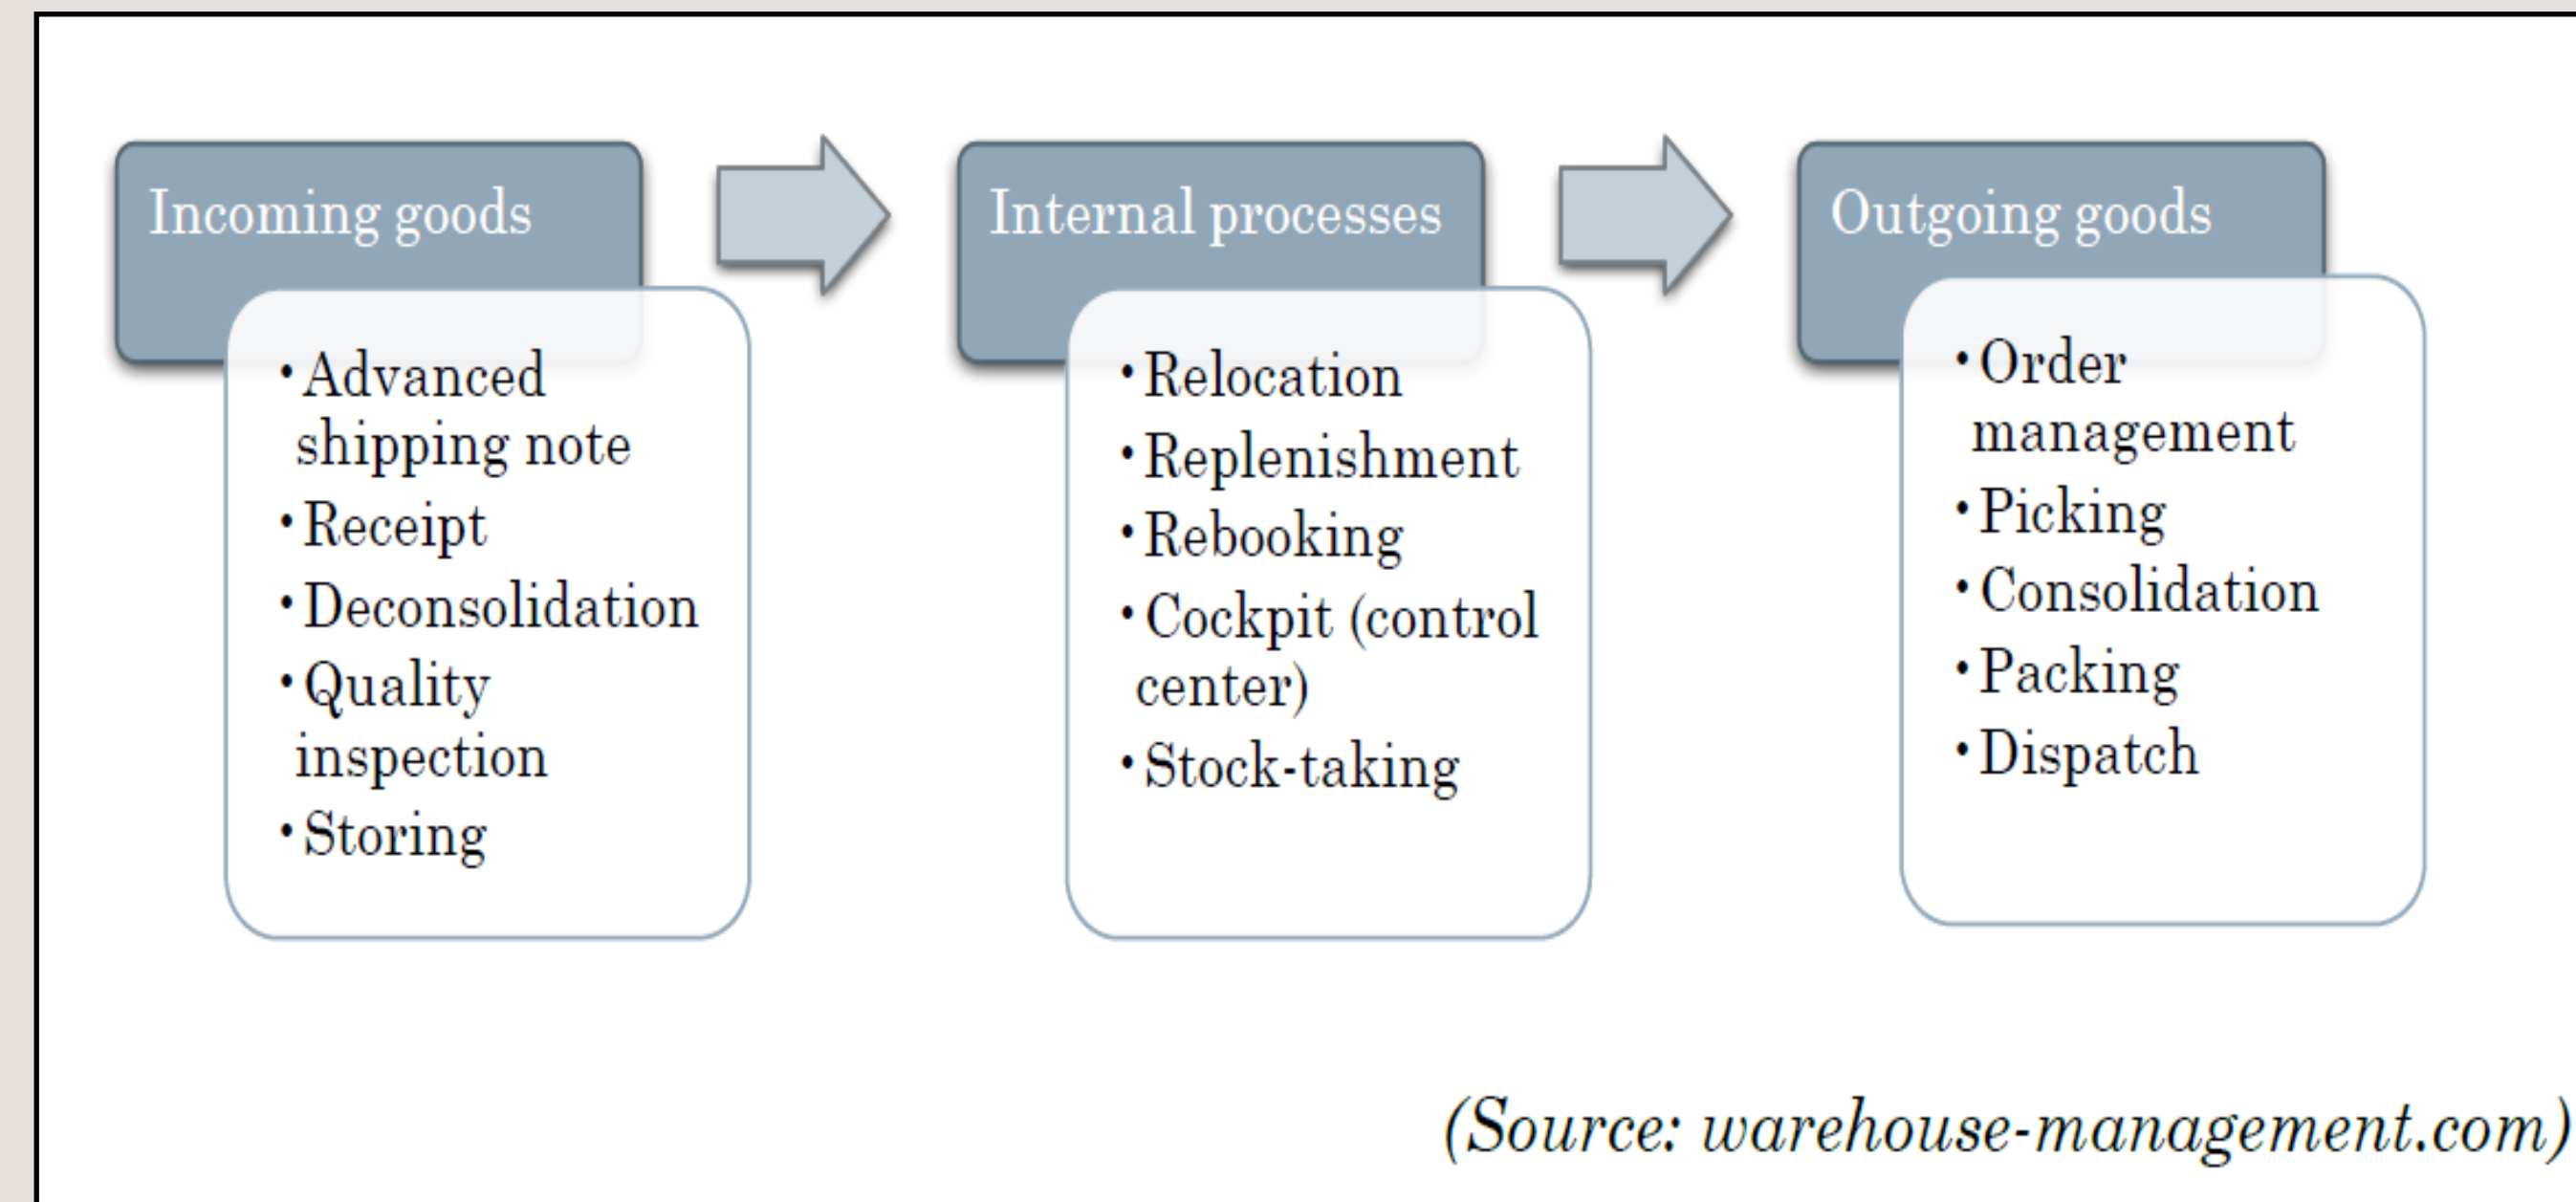 Incoming goods
•Advanced
shipping note
•Receipt
•Deconsolidation
•Quality
inspection
•Storing
Internal processes
•Relocation
•Replenishment
•Rebooking
•Cockpit (control
center)
•Stock-taking
Outgoing goods
•Order
management
•Picking
•Consolidation
•Packing
•Dispatch
(Source: warehouse-management.com)